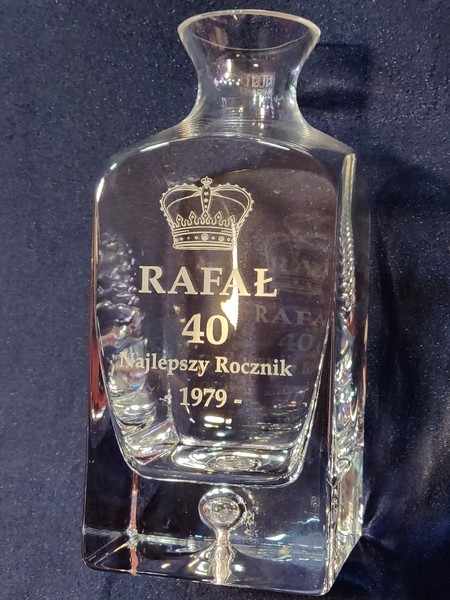 RAFAŁ
40
Najlepszy Rocznik
- 1979 -